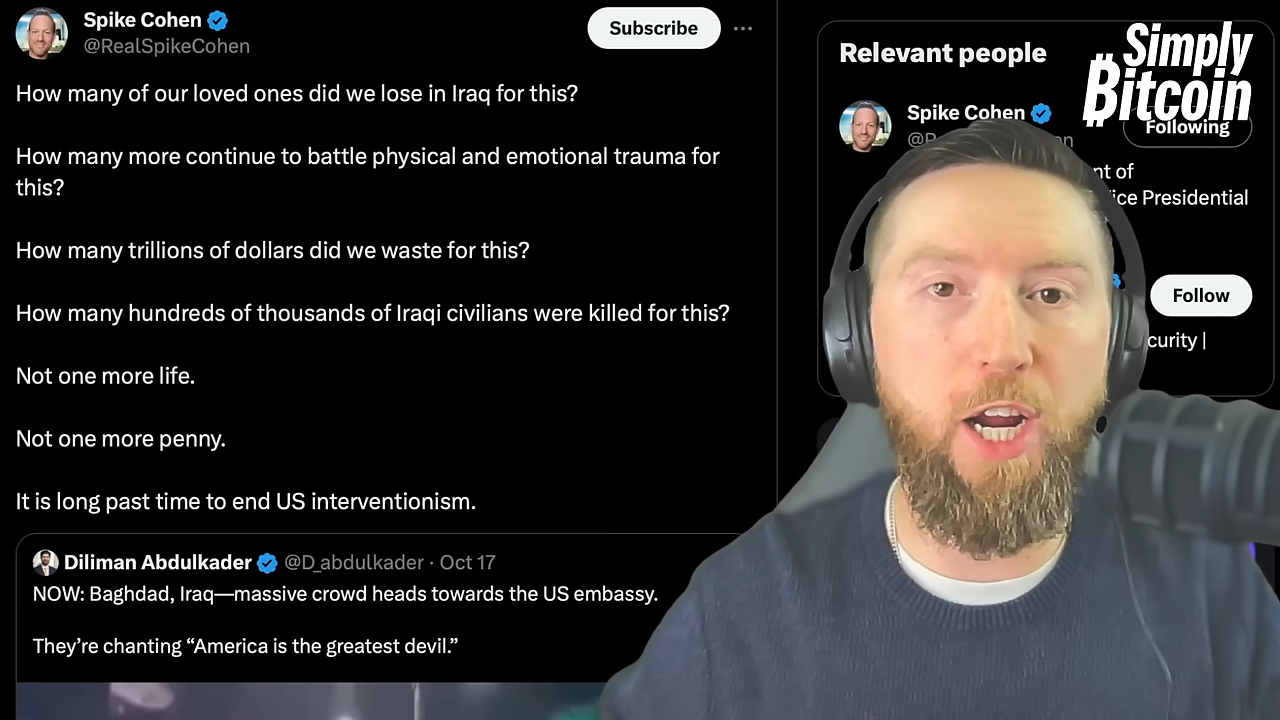 Spike Cohen
@RealSpikeCohen
Subscribe
How many of our loved ones did we lose in Iraq for this?
How many more continue to battle physical and emotional trauma for
this?
How many trillions of dollars did we waste for this?
How many hundreds of thousands of Iraqi civilians were killed for this?
Not one more life.
Not one more penny.
It is long past time to end US interventionism.
Diliman Abdulkader @D_abdulkader · Oct 17
NOW: Baghdad, Iraq—massive crowd heads towards the US embassy.
They’re chanting “America is the greatest devil.”
Relevant people
Simply
Bitcoin
Spike Cohen
Following
of
Presidential
Follow